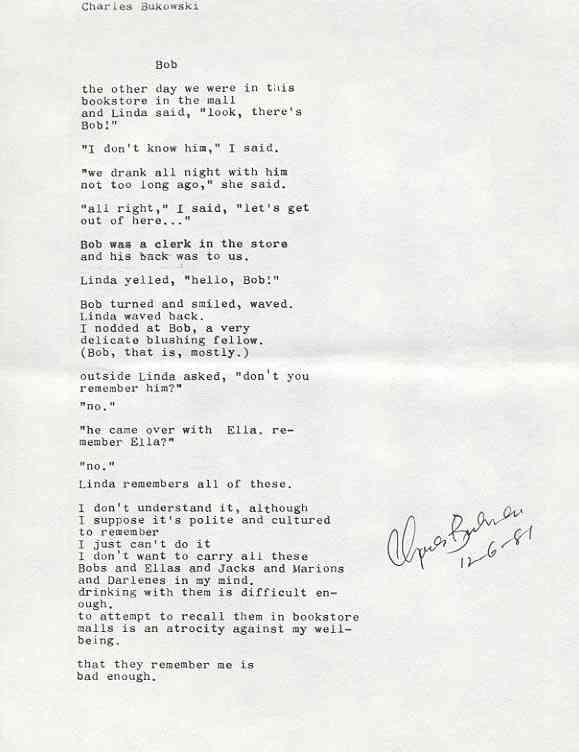 Charles Bukowski
Bob
the other day we were in this
bookstore in the mall
and Linda said, "look, there's
Bob!"
"I don't know him," I said.
"we drank all night with him
not too long ago," she said.
"all right," I said, "let's get
out of here..."
Bob was a clerk in the store
and his back was to us.
Linda yelled, "hello, Bob!"
Bob turned and smiled, waved.
Linda waved back.
I nodded at Bob, a very
delicate blushing fellow.
(Bob, that is, mostly.)
outside Linda asked, "don't you
remember him?"
"no."
"he came over with  Ella. re-
member Ella?"
"no."
Linda remembers all of these.
I don't understand it, although
I suppose it's polite and cultured
to remember
I just can't do it
I don't want to carry all these
Bobs and Ellas and Jacks and Marions
and Darlenes in my mind.
drinking with them is difficult en-
ough.
to attempt to recall them in bookstore
malls is an atrocity against my well-
being.
that they remember me is
bad enough.
Charles Bukowski
12-6-81